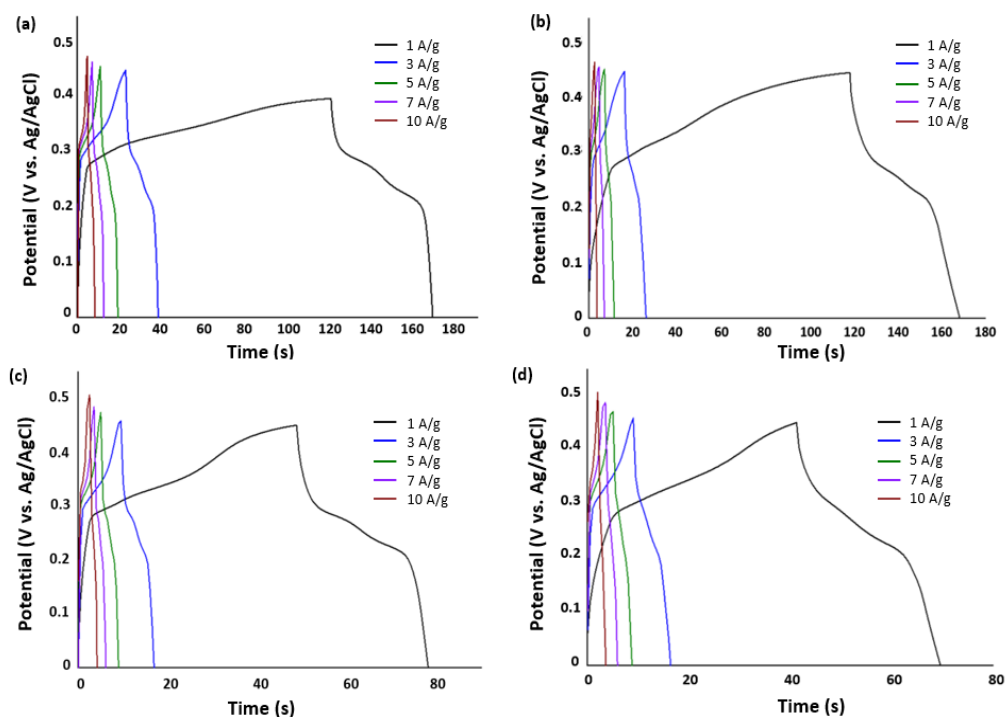 (a)
Potential (V vs. Ag/AgCl)
0.5
0.4
0.3
0.2
0.1
0
1 A/g
3 A/g
5 A/g
7 A/g
10 A/g
0 20 40 60 80 100 120 140 160 180
Time (s)
(b)
Potential (V vs. Ag/AgCl)
0.5
0.4
0.3
0.2
0.1
0
1 A/g
3 A/g
5 A/g
7 A/g
10 A/g
0 20 40 60 80 100 120 140 160 180
Time (s)
(c)
Potential (V vs. Ag/AgCl)
0.5
0.4
0.3
0.2
0.1
0
1 A/g
3 A/g
5 A/g
7 A/g
10 A/g
0 20 40 60 80
Time (s)
(d)
Potential (V vs. Ag/AgCl)
0.5
0.4
0.3
0.2
0.1
0
1 A/g
3 A/g
5 A/g
7 A/g
10 A/g
0 20 40 60 80
Time (s)